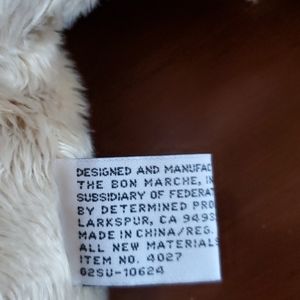 DESIGNED AND MANUFAC
THE BON MARCHE, IN
SUBSIDIARY OF FEDERAT
BY DETERMINED PRO
LARKSPUR, CA 9493
MADE IN CHINA/REG.
ALL NEW MATERIALS
ITEM NO. 4027
02SU-10624